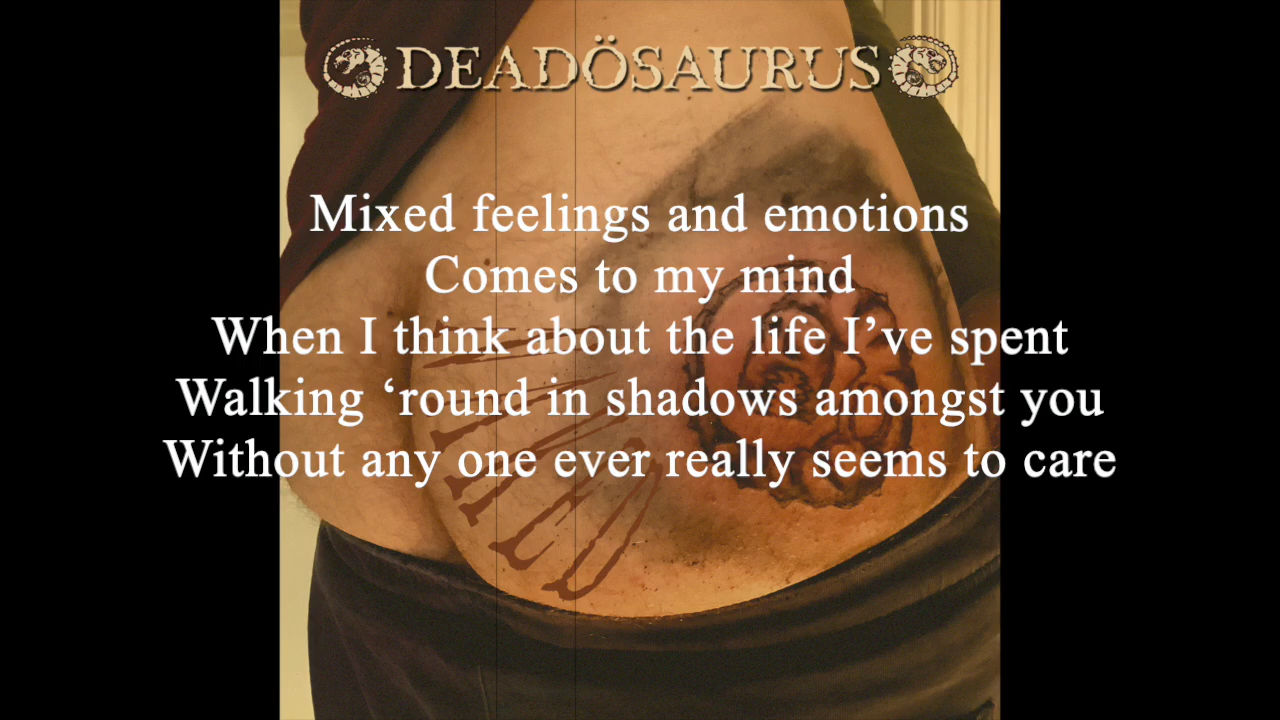 DEADÖSAURUS
Mixed feelings and emotions
Comes to my mind
When I think about the life I’ve spent
Walking ‘round in shadows amongst you
Without any one ever really seems to care